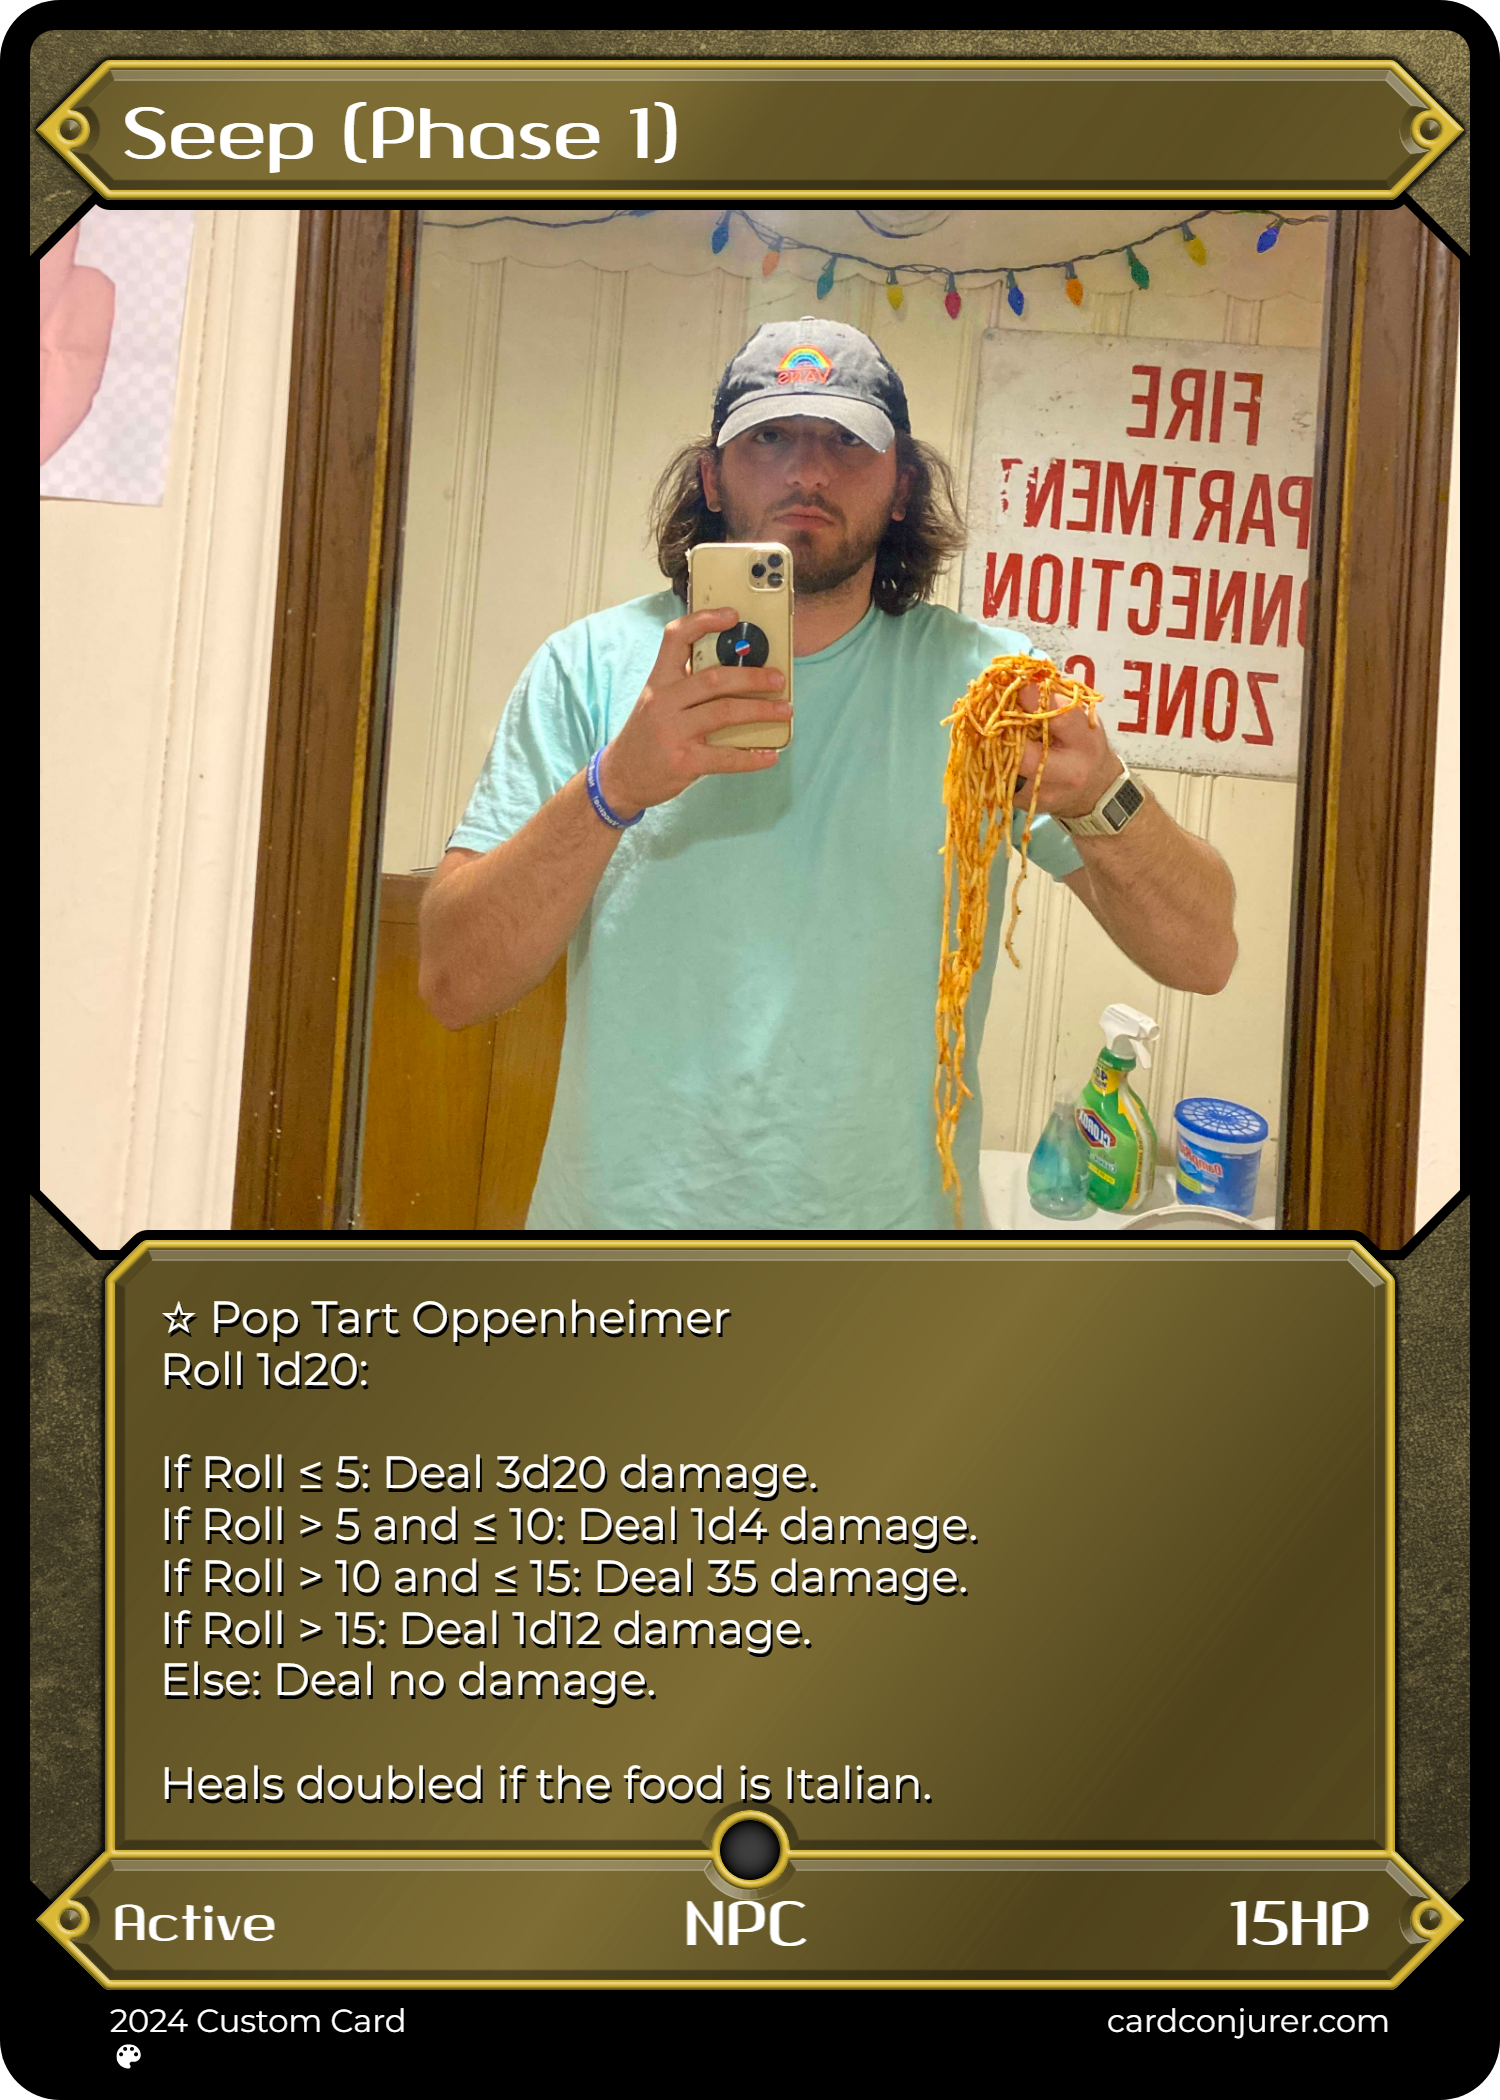 Seep (Phase 1)
FIRE
PARTMENT
NNECTION
ZONE
CLOROX
DampRid
☆ Pop Tart Oppenheimer
Roll 1d20:
If Roll ≤ 5: Deal 3d20 damage.
If Roll > 5 and ≤ 10: Deal 1d4 damage.
If Roll > 10 and ≤ 15: Deal 35 damage.
If Roll > 15: Deal 1d12 damage.
Else: Deal no damage.
Heals doubled if the food is Italian.
Active
NPC
15HP
2024 Custom Card
cardconjurer.com